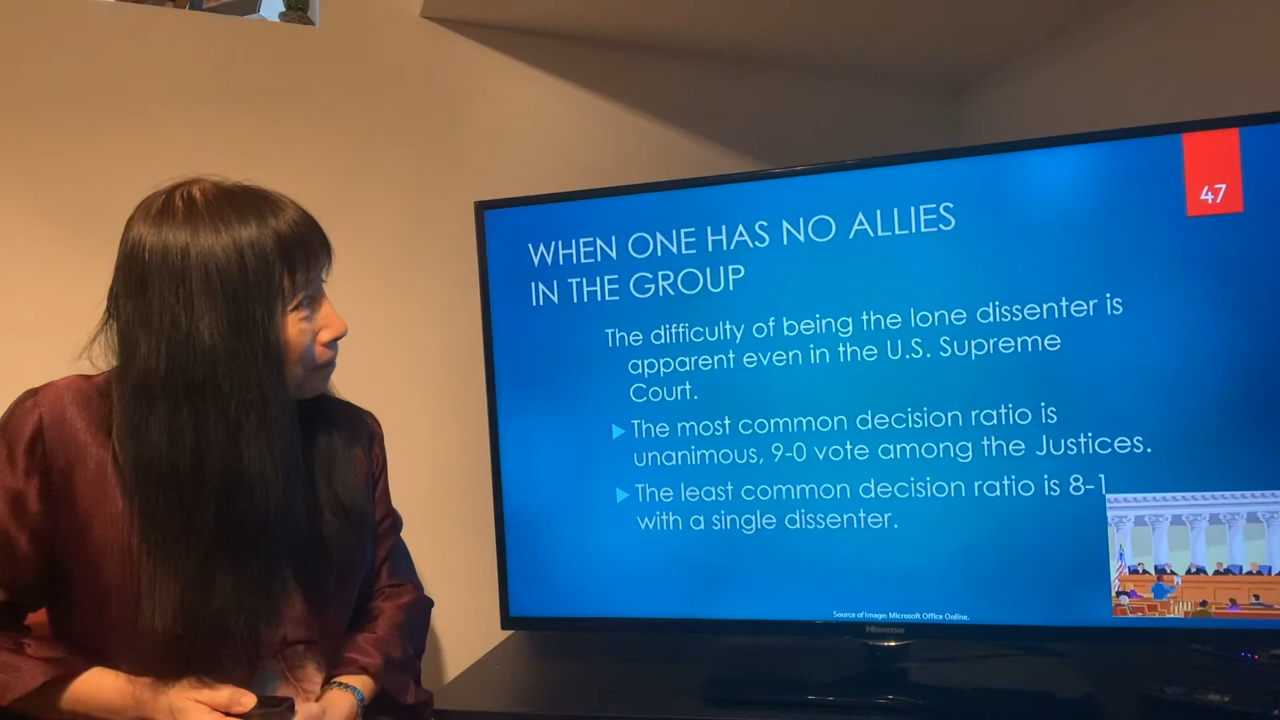 47
WHEN ONE HAS NO ALLIES
IN THE GROUP
The difficulty of being the lone dissenter is
apparent even in the U.S. Supreme
Court.
The most common decision ratio is
unanimous, 9-0 vote among the Justices.
The least common decision ratio is 8-1
with a single dissenter.
Source of Image: Microsoft Office Online.
Hisense